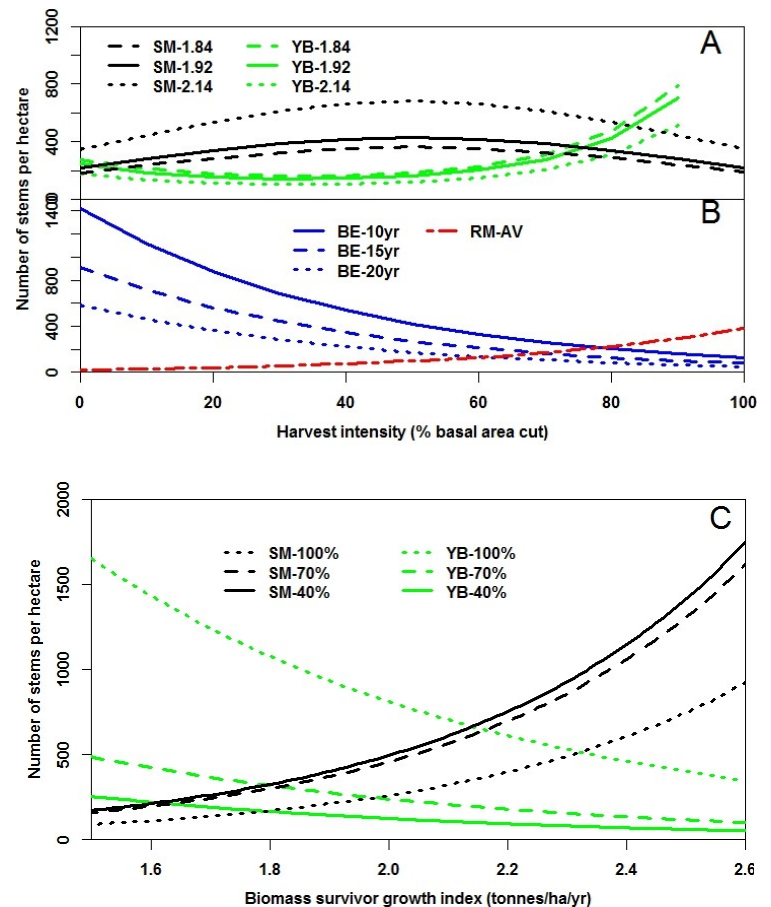 1200
A
SM-1.84 YB-1.84
SM-1.92 YB-1.92
800
SM-2.14 YB-2.14
400
Number of stems per hectare
1400
B
BE-10yr RM-AV
BE-15yr
BE-20yr
800
400
0
0 20 40 60 80 100
Harvest intensity (% basal area cut)
2000
C
SM-100% YB-100%
SM-70% YB-70%
SM-40% YB-40%
1500
Number of stems per hectare
1000
500
0
1.6 1.8 2.0 2.2 2.4 2.6
Biomass survivor growth index (tonnes/ha/yr)